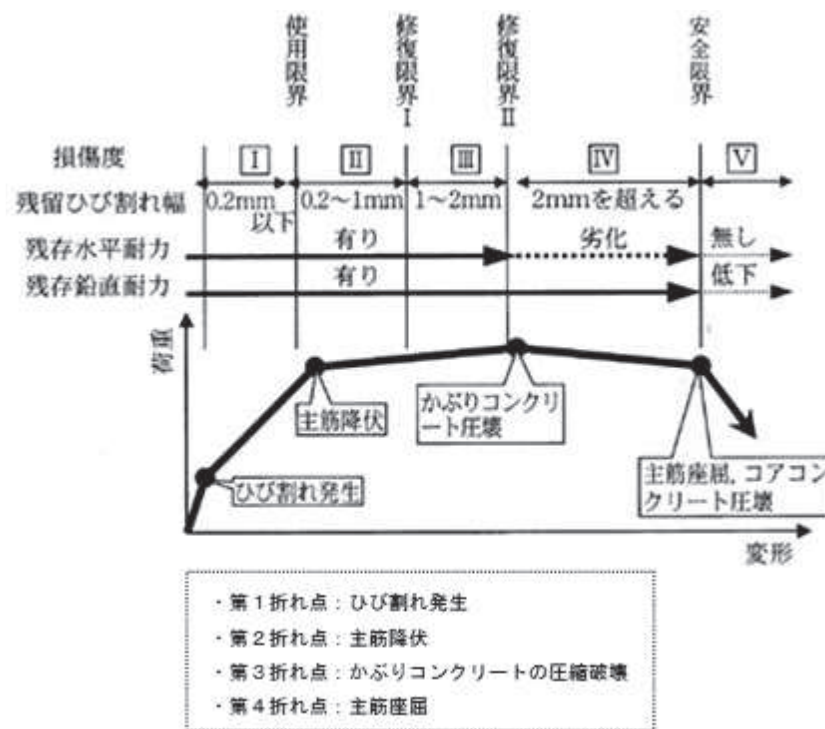 使用限界
修復限界Ⅰ
修復限界Ⅱ
安全限界
損傷度
Ⅰ
Ⅱ
Ⅲ
Ⅳ
Ⅴ
残留ひび割れ幅
0.2mm
以下
0.2～1mm
1～2mm
2mmを超える
残存水平耐力
有り
劣化
無し
残存鉛直耐力
有り
低下
荷重
主筋降伏
かぶりコンクリ
ート圧壊
ひび割れ発生
主筋座屈，コアコン
クリート圧壊
変形
・第１折れ点：ひび割れ発生
・第２折れ点：主筋降伏
・第３折れ点：かぶりコンクリートの圧縮破壊
・第４折れ点：主筋座屈